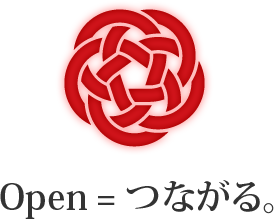 Open = つながる。